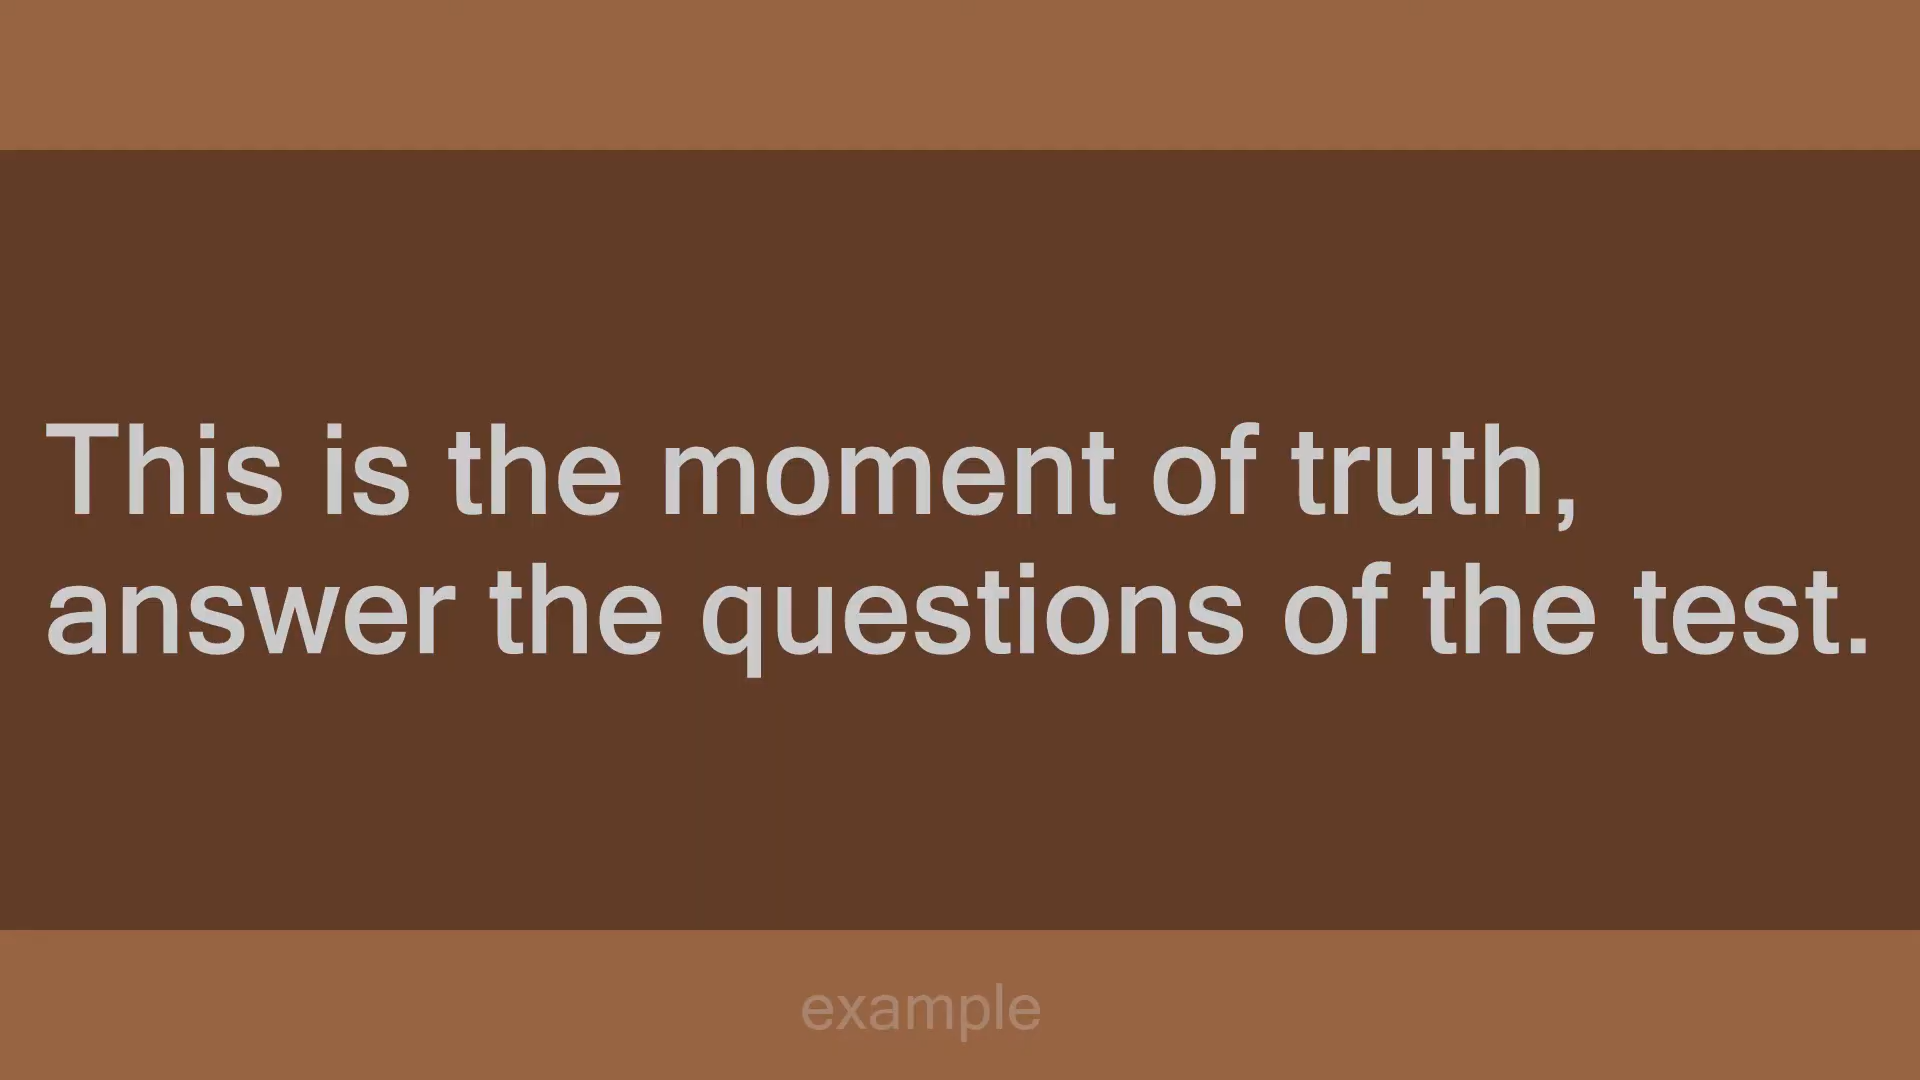 This is the moment of truth,
answer the questions of the test.
example